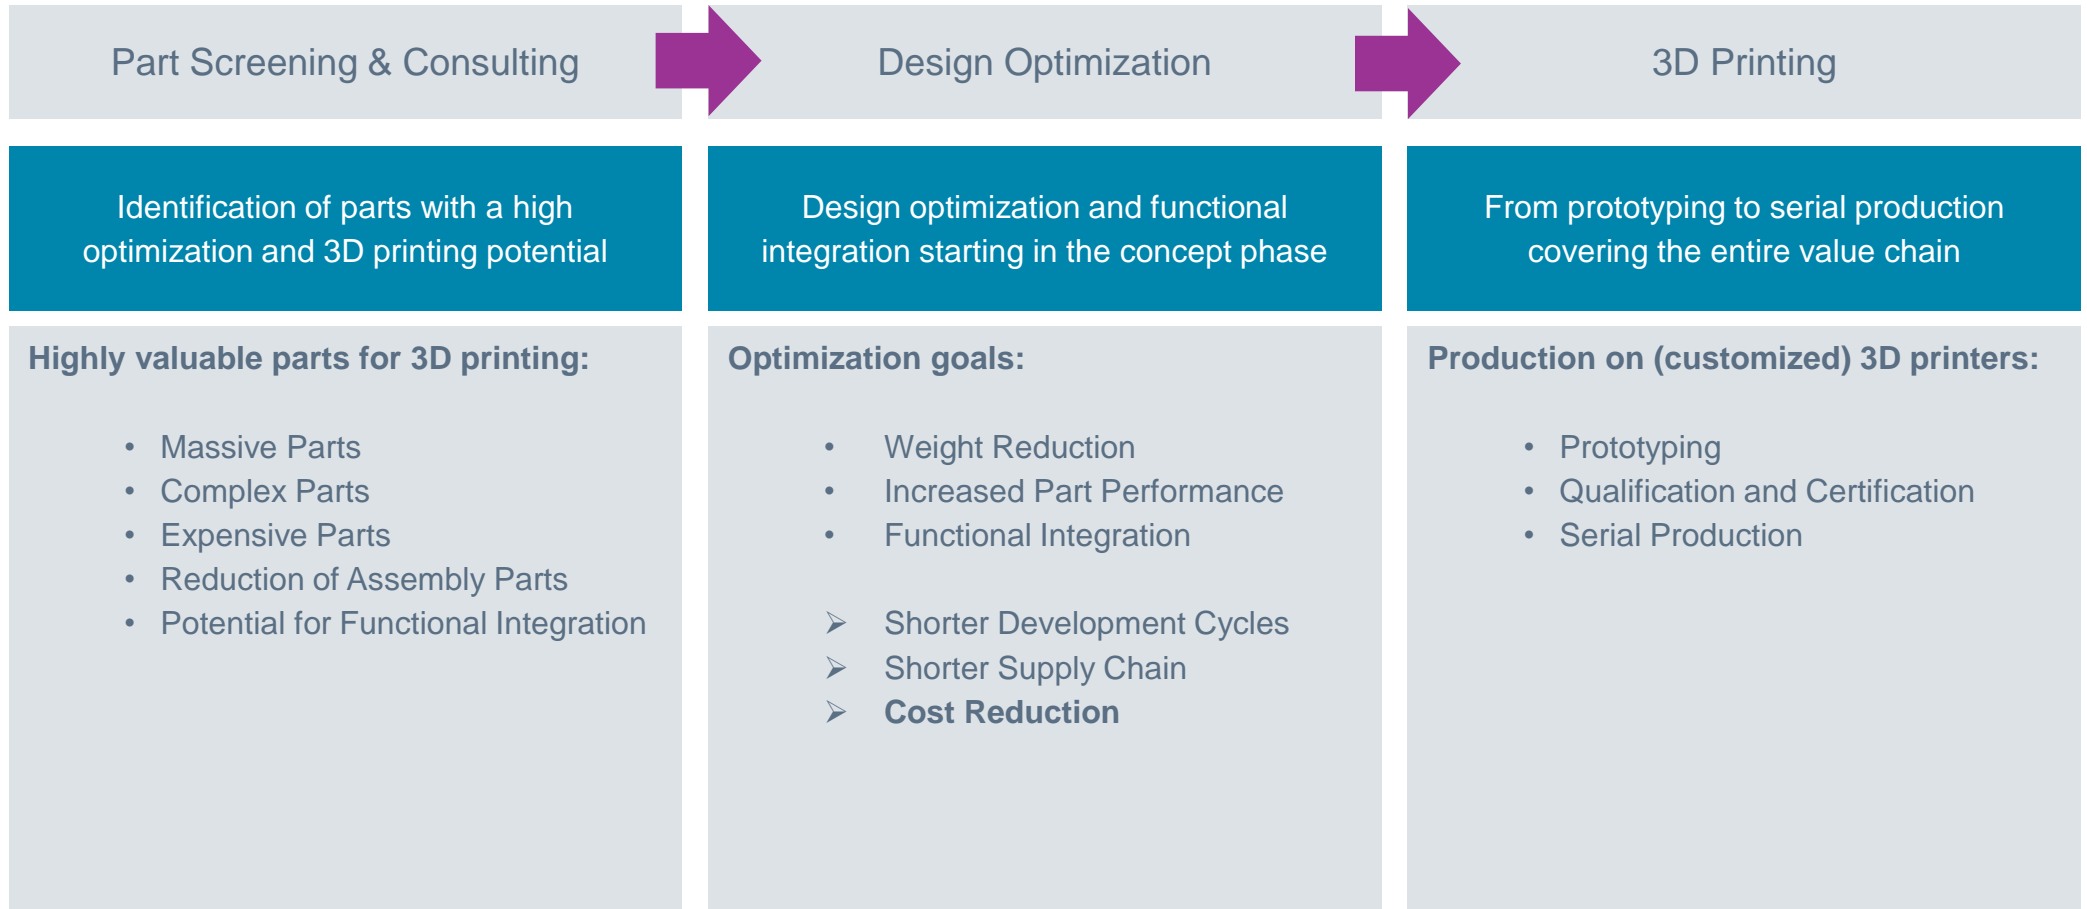 Part Screening & Consulting
Design Optimization
3D Printing
Identification of parts with a high
optimization and 3D printing potential
Design optimization and functional
integration starting in the concept phase
From prototyping to serial production
covering the entire value chain
Highly valuable parts for 3D printing:
• Massive Parts
• Complex Parts
• Expensive Parts
• Reduction of Assembly Parts
• Potential for Functional Integration
Optimization goals:
• Weight Reduction
• Increased Part Performance
• Functional Integration
➢ Shorter Development Cycles
➢ Shorter Supply Chain
➢ Cost Reduction
Production on (customized) 3D printers:
• Prototyping
• Qualification and Certification
• Serial Production